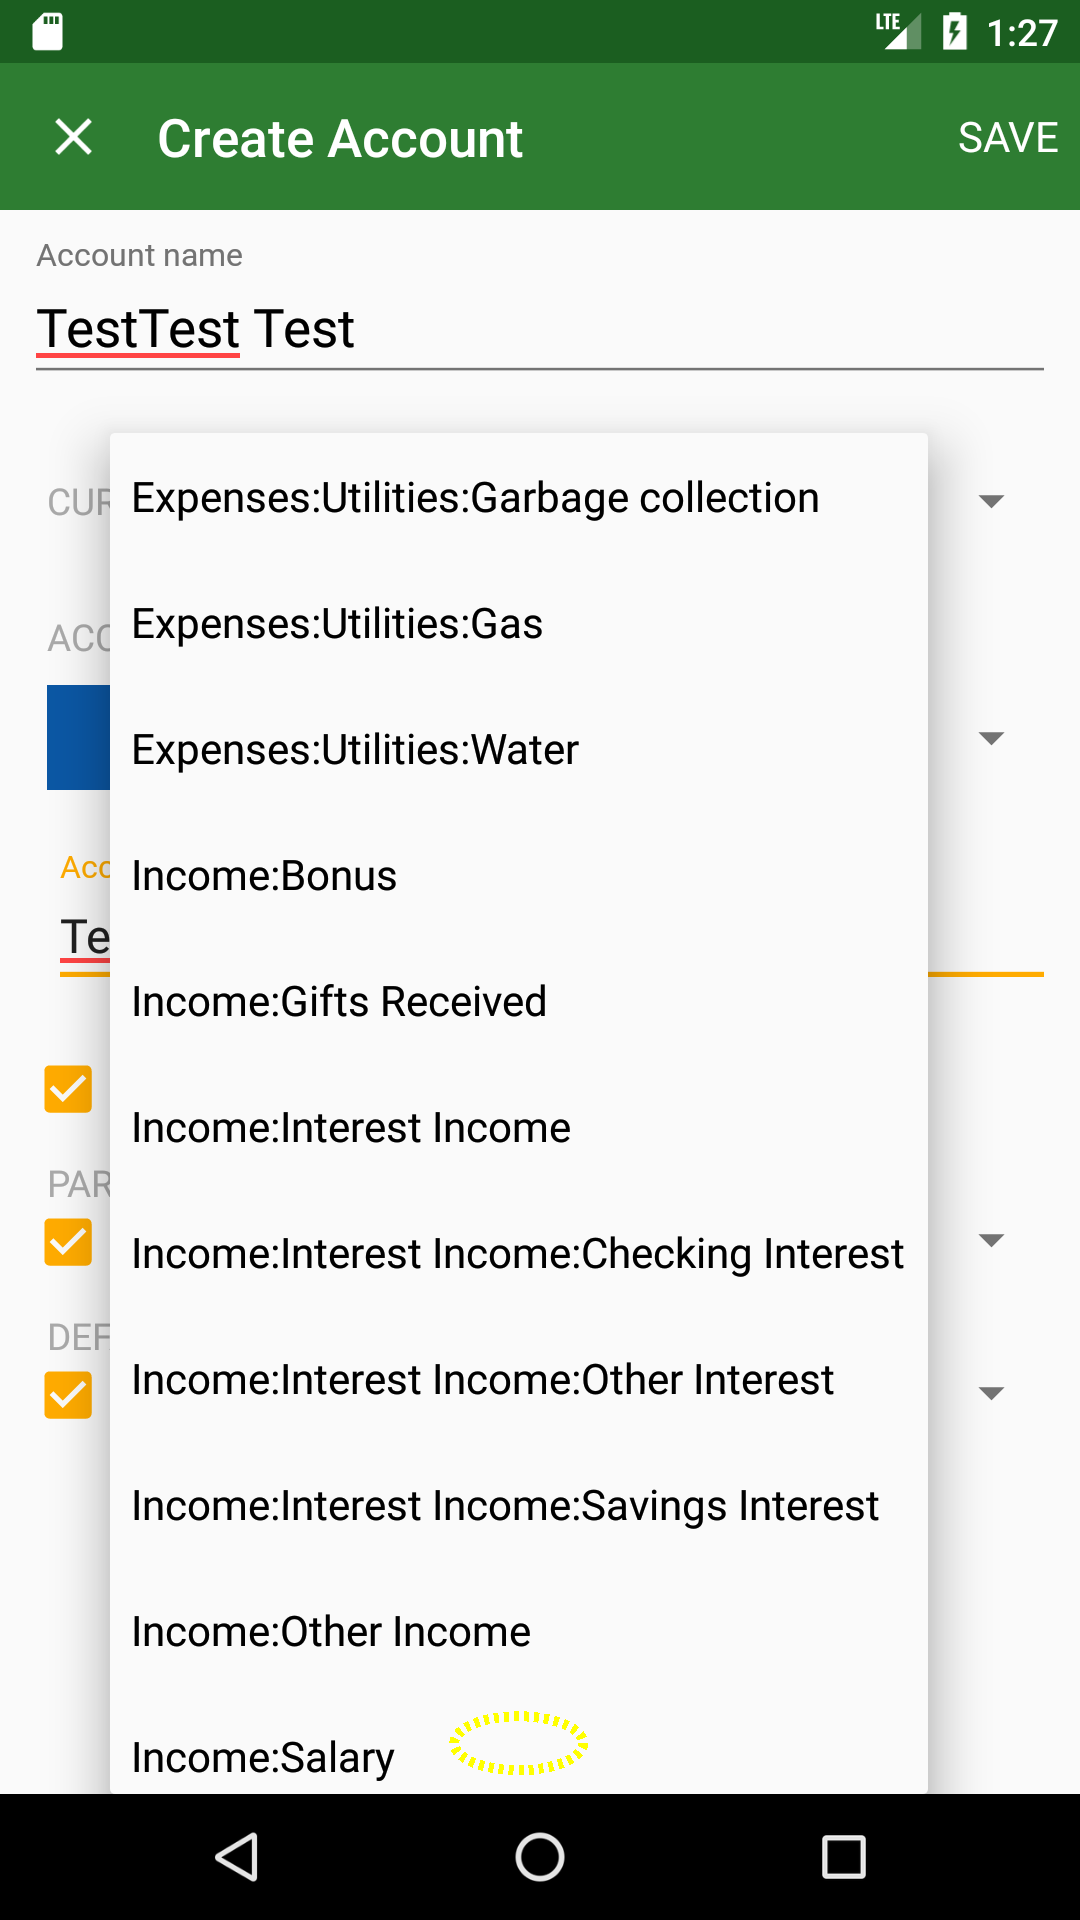 LTE 1:27
Create Account SAVE
Account name
TestTest Test
CUR
Expenses:Utilities:Garbage collection
Expenses:Utilities:Gas
ACC
Expenses:Utilities:Water
Acc
Income:Bonus
Te
Income:Gifts Received
Income:Interest Income
PAR
Income:Interest Income:Checking Interest
DEF
Income:Interest Income:Other Interest
Income:Interest Income:Savings Interest
Income:Other Income
Income:Salary